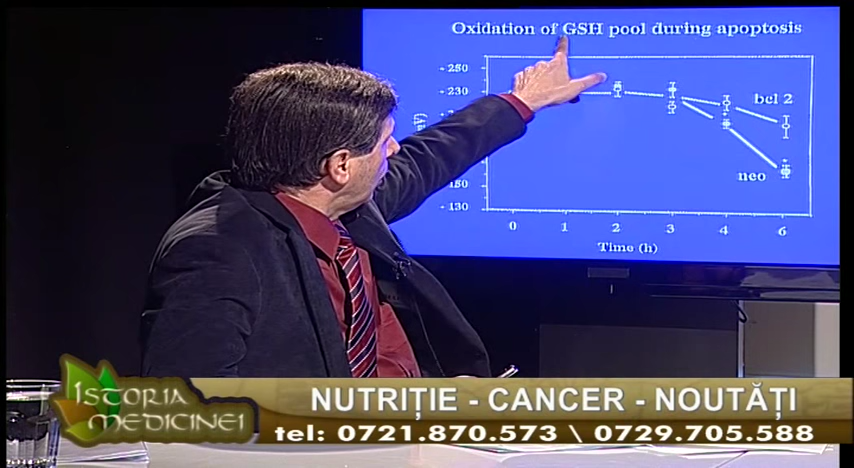 Oxidation of GSH pool during apoptosis
- 250
- 230
bcl 2
neo
- 130
0 1 2 3 4 6
Time (h)
ISTORIA
MEDICINEI
NUTRIȚIE - CANCER - NOUTĂȚI
tel: 0721.870.573 \ 0729.705.588